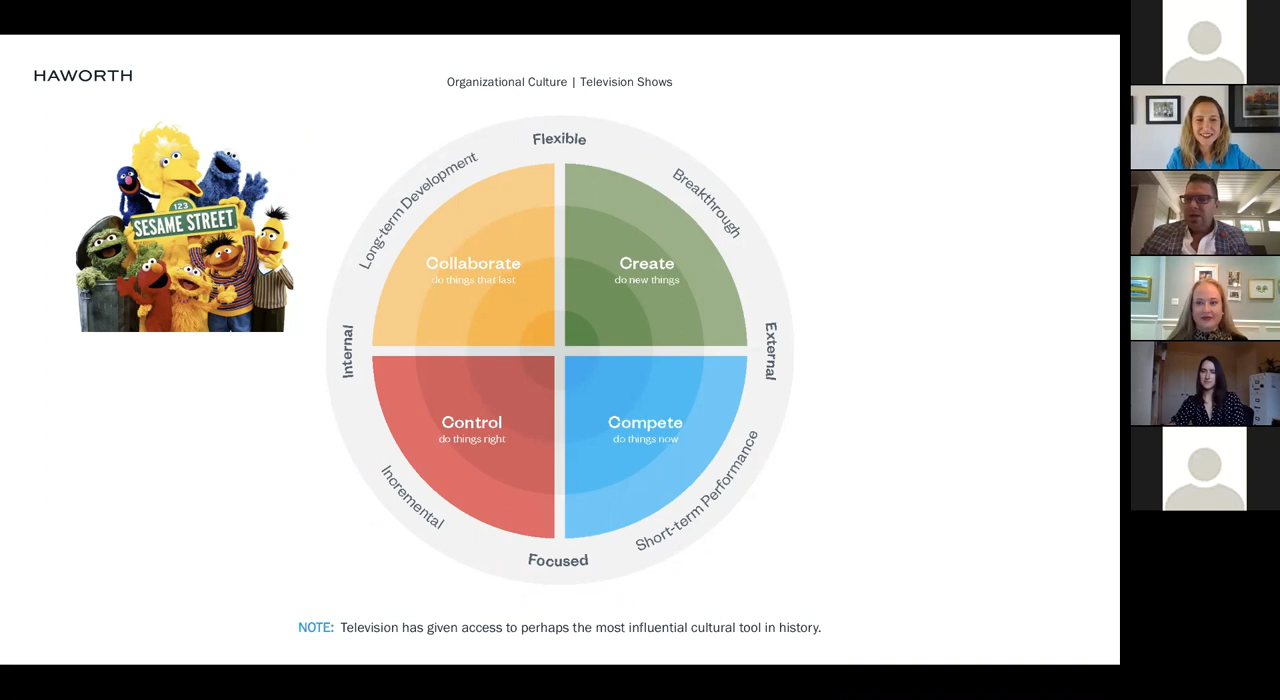 HAWORTH
Organizational Culture | Television Shows
123
SESAME STREET
Flexible
Long-term Development
Breakthrough
Collaborate
do things that last
Create
do new things
Internal
External
Control
do things right
Compete
do things now
Incremental
Short-term Performance
Focused
NOTE: Television has given access to perhaps the most influential cultural tool in history.